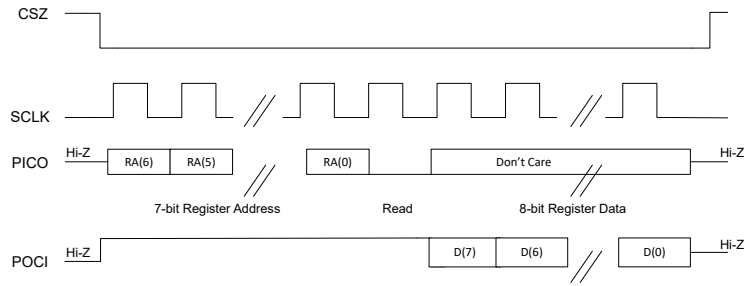 CSZ
SCLK
PICO Hi-Z RA(6) RA(5) RA(0) Don't Care Hi-Z
7-bit Register Address Read 8-bit Register Data
POCI Hi-Z D(7) D(6) D(0) Hi-Z